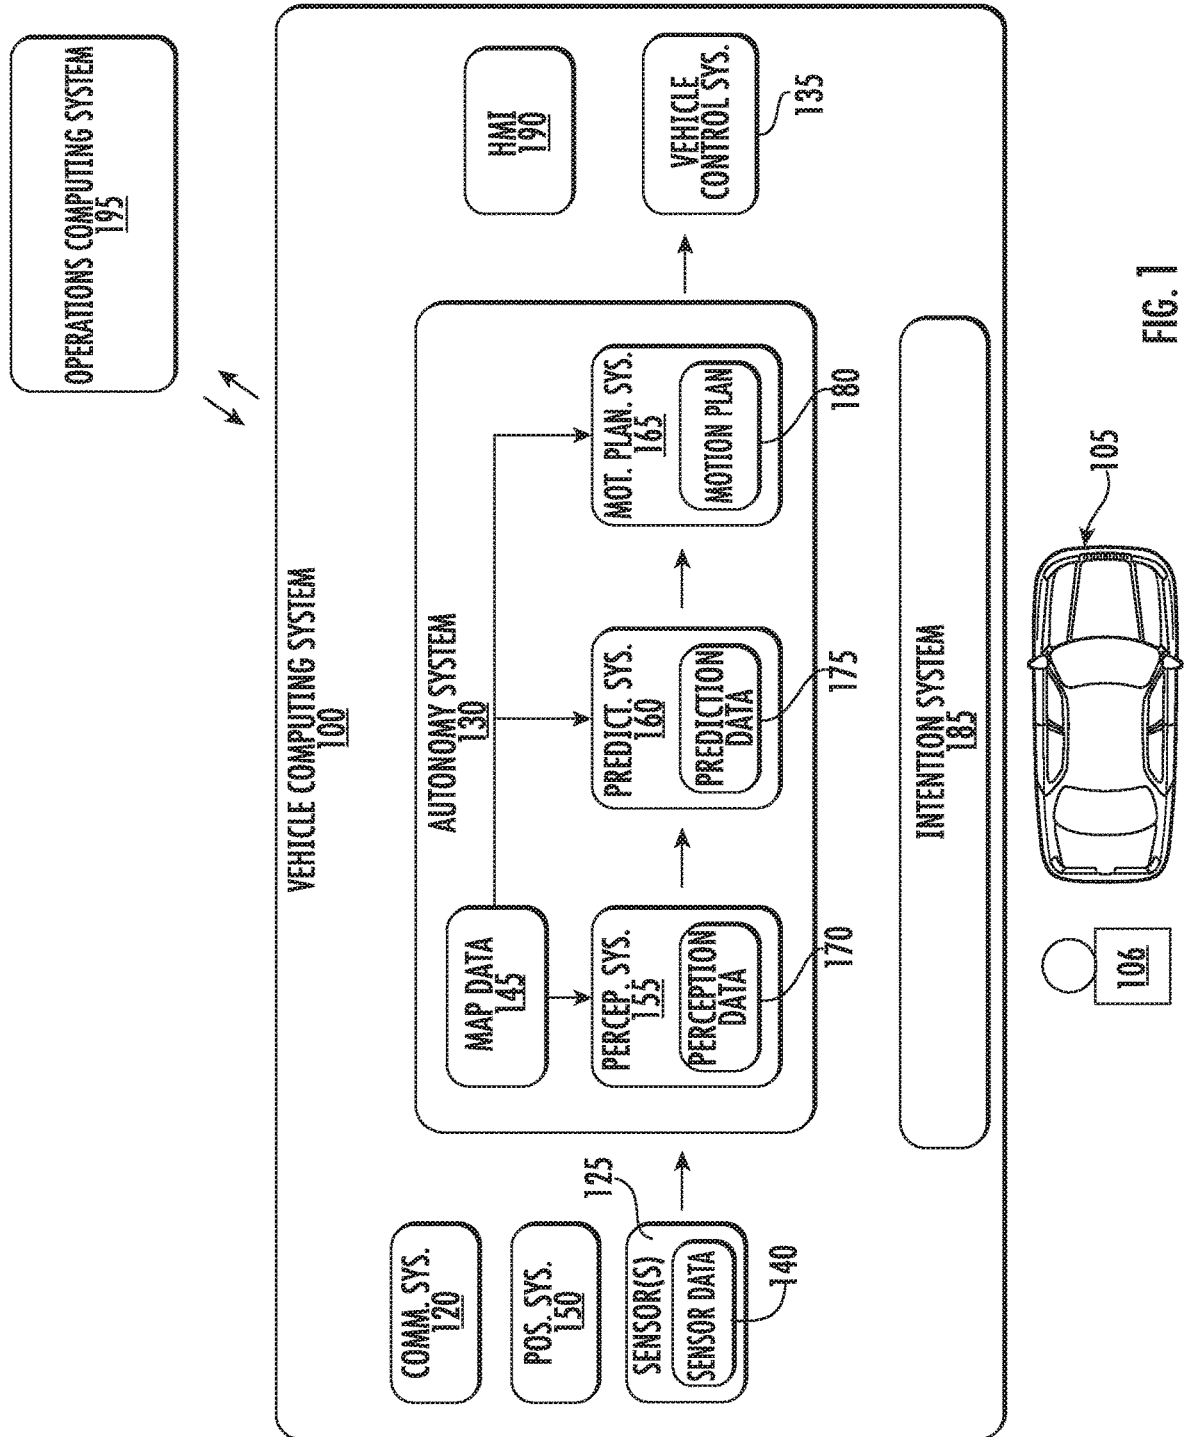 OPERATIONS COMPUTING SYSTEM
195
VEHICLE COMPUTING SYSTEM
100
COMM. SYS.
120
POS. SYS.
150
SENSOR(S)
125
SENSOR DATA
140
AUTONOMY SYSTEM
130
MAP DATA
145
PERCEP. SYS.
155
PERCEPTION
DATA
170
PREDICT. SYS.
160
PREDICTION
DATA
175
MOT. PLAN. SYS.
165
MOTION PLAN
180
HMI
190
VEHICLE
CONTROL SYS.
135
INTENTION SYSTEM
185
106
105
FIG. 1